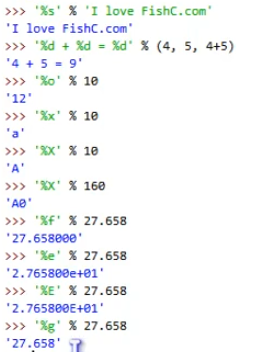 >>> '%s' % 'I love FishC.com'
'I love FishC.com'
>>> '%d + %d = %d' % (4, 5, 4+5)
'4 + 5 = 9'
>>> '%o' % 10
'12'
>>> '%x' % 10
'a'
>>> '%X' % 10
'A'
>>> '%X' % 160
'A0'
>>> '%f' % 27.658
'27.658000'
>>> '%e' % 27.658
'2.765800e+01'
>>> '%E' % 27.658
'2.765800E+01'
>>> '%g' % 27.658
'27.658'